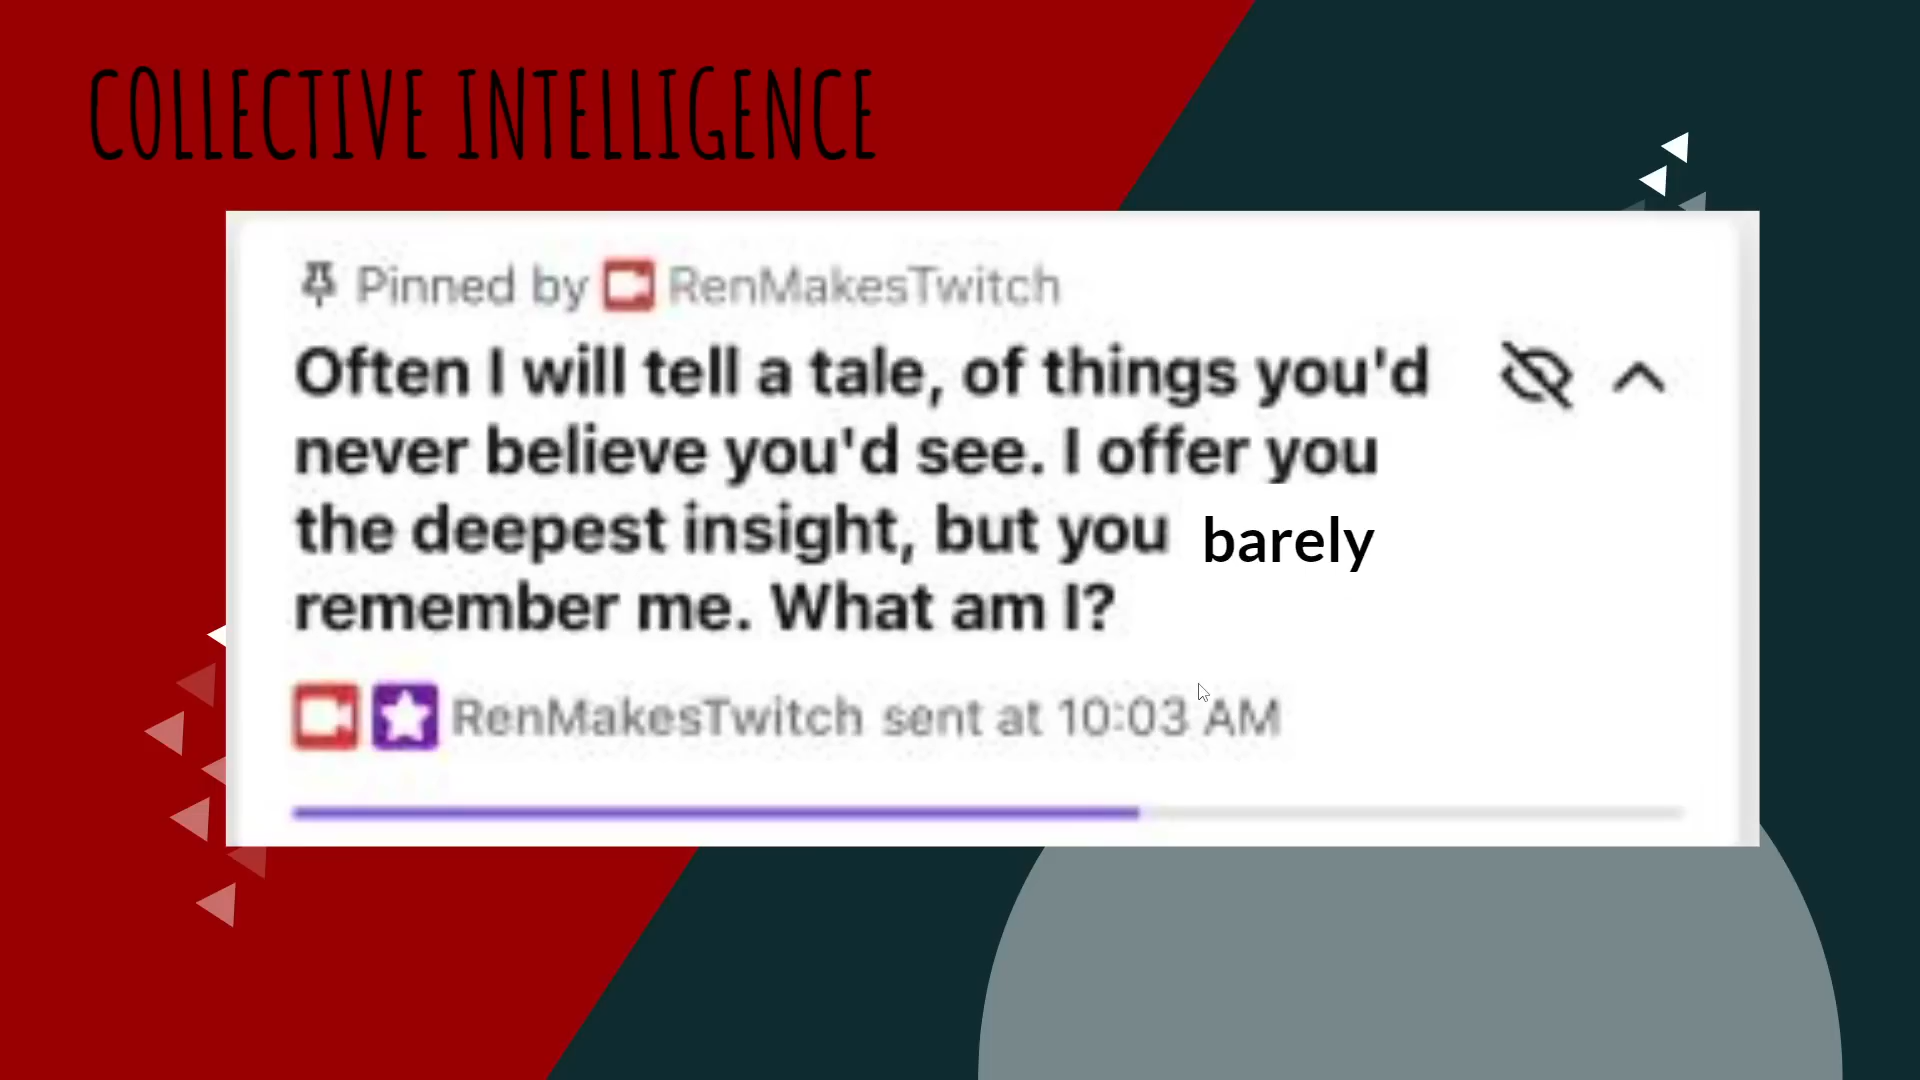 COLLECTIVE INTELLIGENCE
Pinned by RenMakesTwitch
Often I will tell a tale, of things you'd
never believe you'd see. I offer you
the deepest insight, but you barely
remember me. What am I?
RenMakesTwitch sent at 10:03 AM